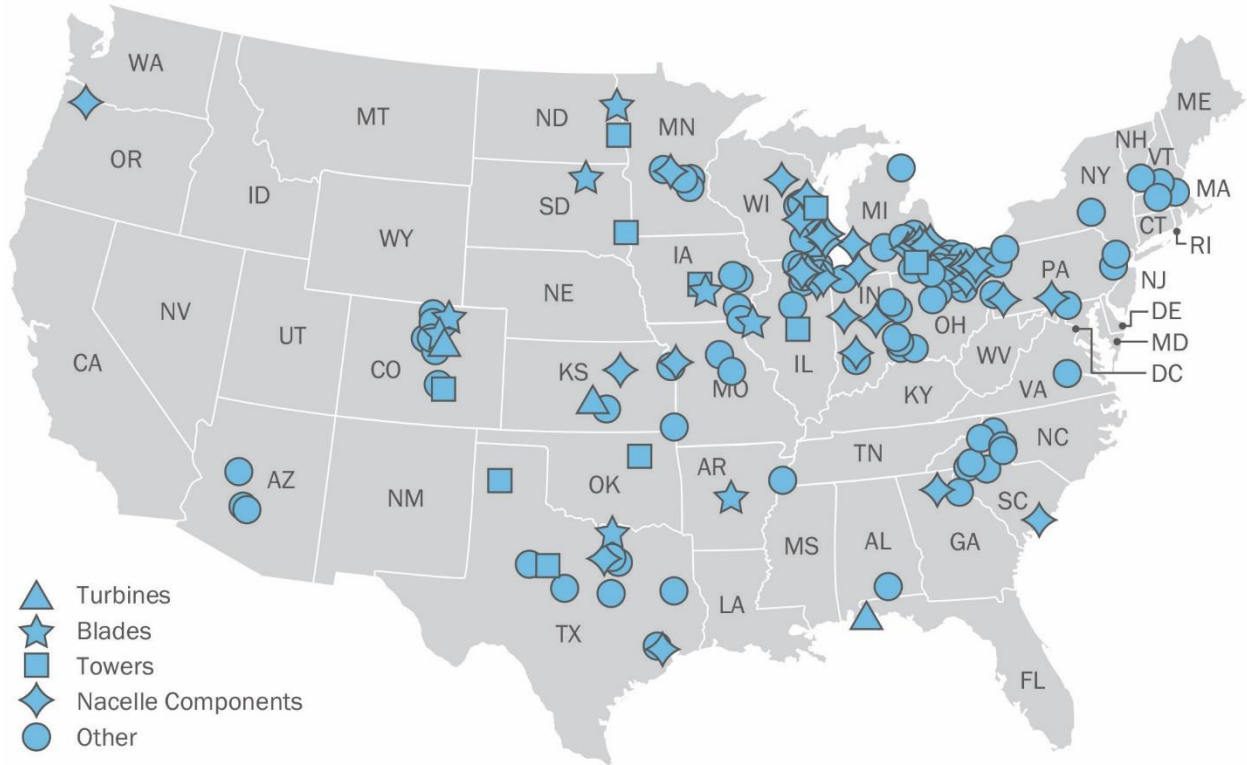 WA
MT
ND
MN
ME
NH
VT
OR
ID
SD
WI
MI
NY
MA
WY
CT
RI
IA
PA
NJ
NE
NV
UT
IN
OH
DE
CA
CO
KS
MO
IL
WV
MD
VA
DC
KY
AZ
NM
OK
AR
TN
NC
SC
MS
AL
GA
LA
TX
FL
Turbines
Blades
Towers
Nacelle Components
Other